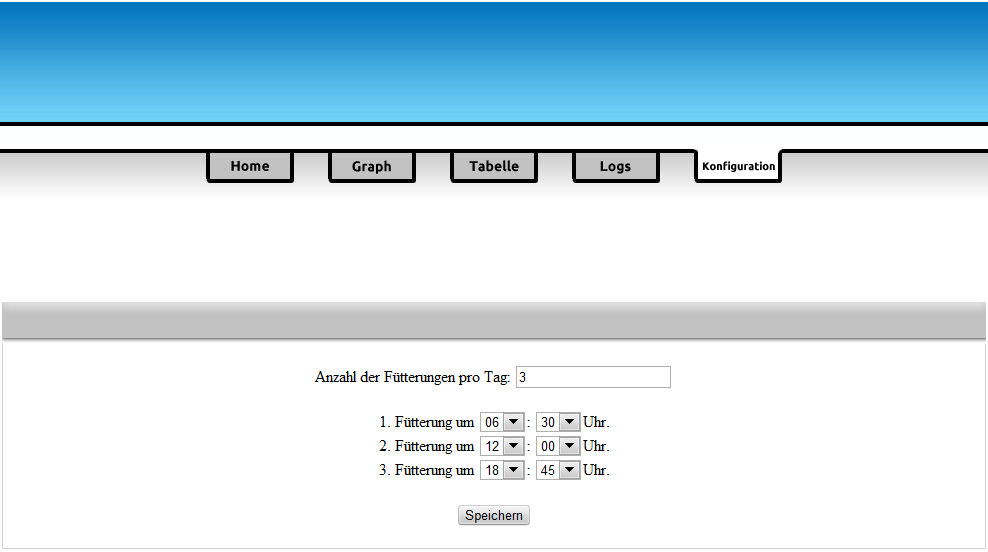 Home Graph Tabelle Logs Konfiguration
Anzahl der Fütterungen pro Tag: 3
1. Fütterung um 06 : 30 Uhr.
2. Fütterung um 12 : 00 Uhr.
3. Fütterung um 18 : 45 Uhr.
Speichern